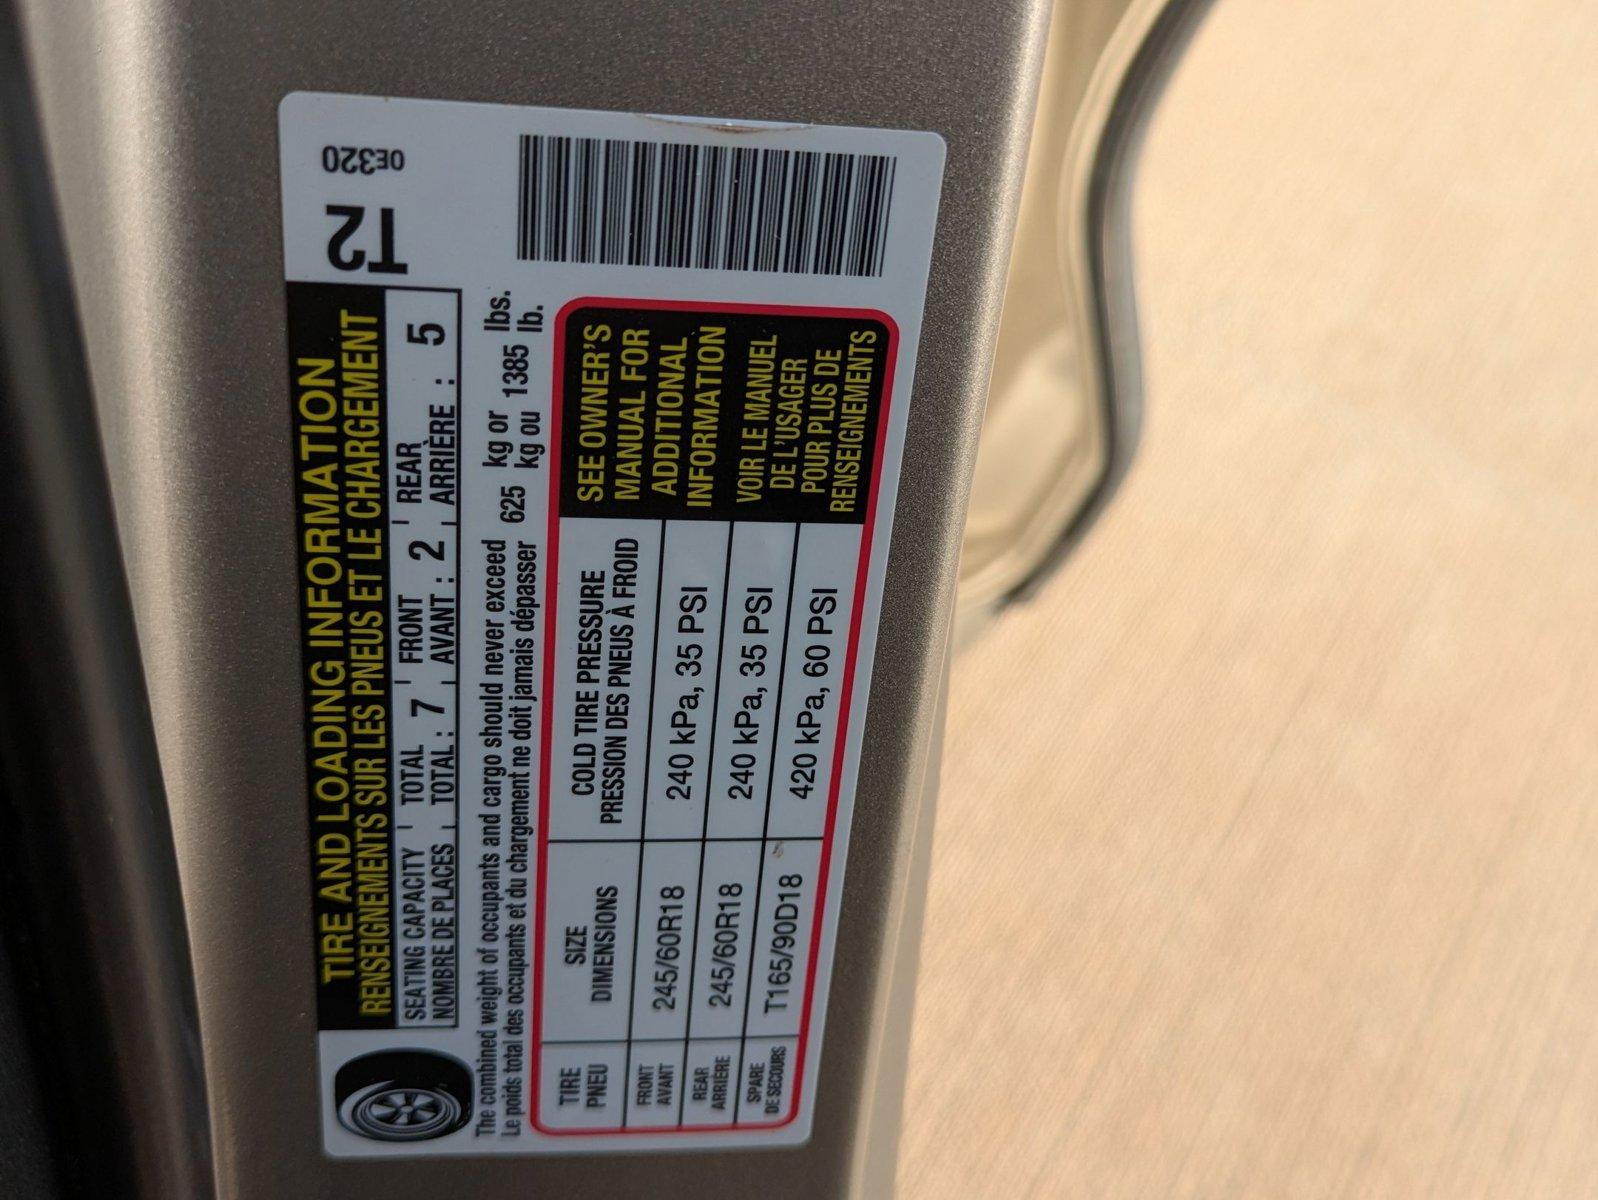 TIRE AND LOADING INFORMATION
RENSEIGNEMENTS SUR LES PNEUS ET LE CHARGEMENT
SEATING CAPACITY TOTAL FRONT REAR
NOMBRE DE PLACES TOTAL : 7 AVANT : 2 ARRIÈRE : 5
The combined weight of occupants and cargo should never exceed 625 kg or 1385 lbs.
Le poids total des occupants et du chargement ne doit jamais dépasser kg ou lb.
TIRE SIZE COLD TIRE PRESSURE
PNEU DIMENSIONS PRESSION DES PNEUS À FROID
FRONT
AVANT
245/60R18 240 kPa, 35 PSI
REAR
ARRIÈRE
245/60R18 240 kPa, 35 PSI
SPARE
DE SECOURS
T165/90D18 420 kPa, 60 PSI
SEE OWNER'S
MANUAL FOR
ADDITIONAL
INFORMATION
VOIR LE MANUEL
DE L'USAGER
POUR PLUS DE
RENSEIGNEMENTS
T2
0E320